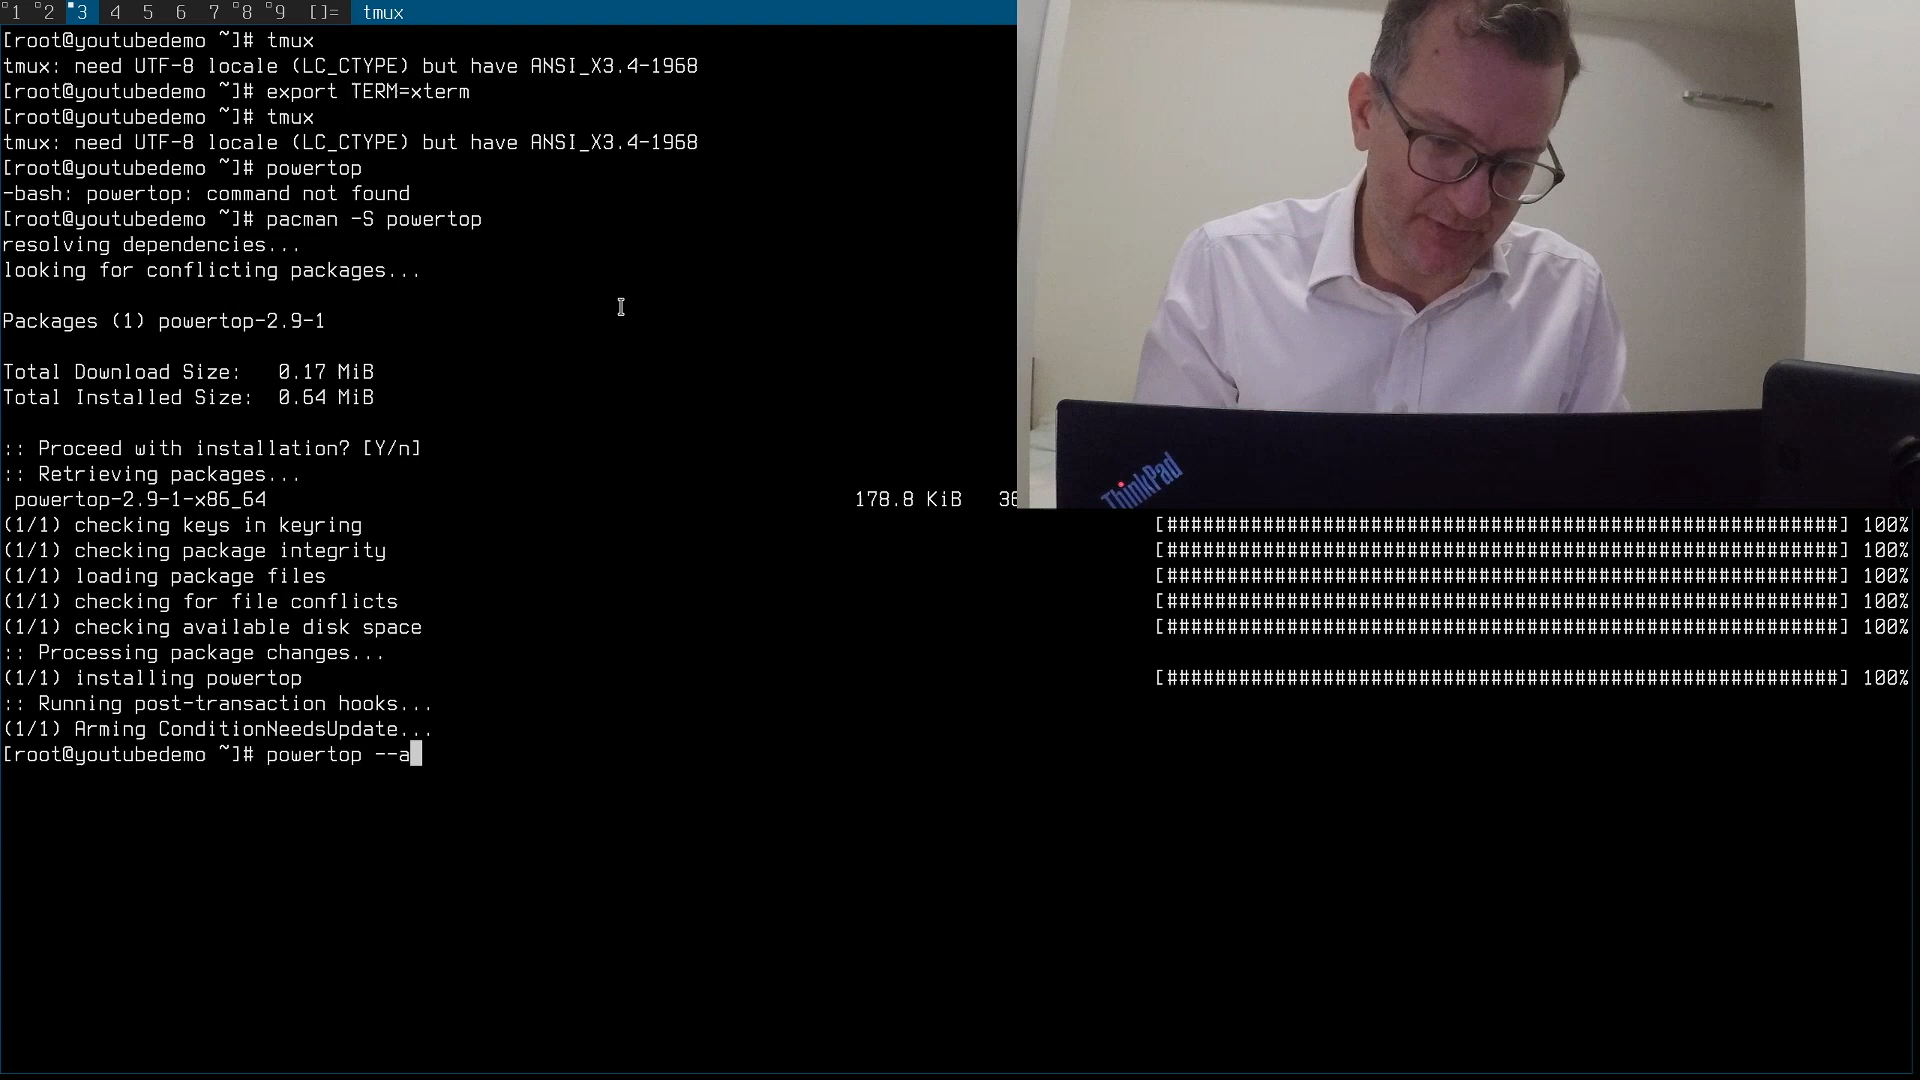 1 2 3 4 5 6 7 8 9 []= tmux
[root@youtubedemo ~]# tmux
tmux: need UTF-8 locale (LC_CTYPE) but have ANSI_X3.4-1968
[root@youtubedemo ~]# export TERM=xterm
[root@youtubedemo ~]# tmux
tmux: need UTF-8 locale (LC_CTYPE) but have ANSI_X3.4-1968
[root@youtubedemo ~]# powertop
-bash: powertop: command not found
[root@youtubedemo ~]# pacman -S powertop
resolving dependencies...
looking for conflicting packages...
Packages (1) powertop-2.9-1
Total Download Size:   0.17 MiB
Total Installed Size:  0.64 MiB
:: Proceed with installation? [Y/n]
:: Retrieving packages...
ThinkPad
powertop-2.9-1-x86_64 178.8 KiB
(1/1) checking keys in keyring [########################################################] 100%
(1/1) checking package integrity [########################################################] 100%
(1/1) loading package files [########################################################] 100%
(1/1) checking for file conflicts [########################################################] 100%
(1/1) checking available disk space [########################################################] 100%
:: Processing package changes...
(1/1) installing powertop [########################################################] 100%
:: Running post-transaction hooks...
(1/1) Arming ConditionNeedsUpdate...
[root@youtubedemo ~]# powertop --a